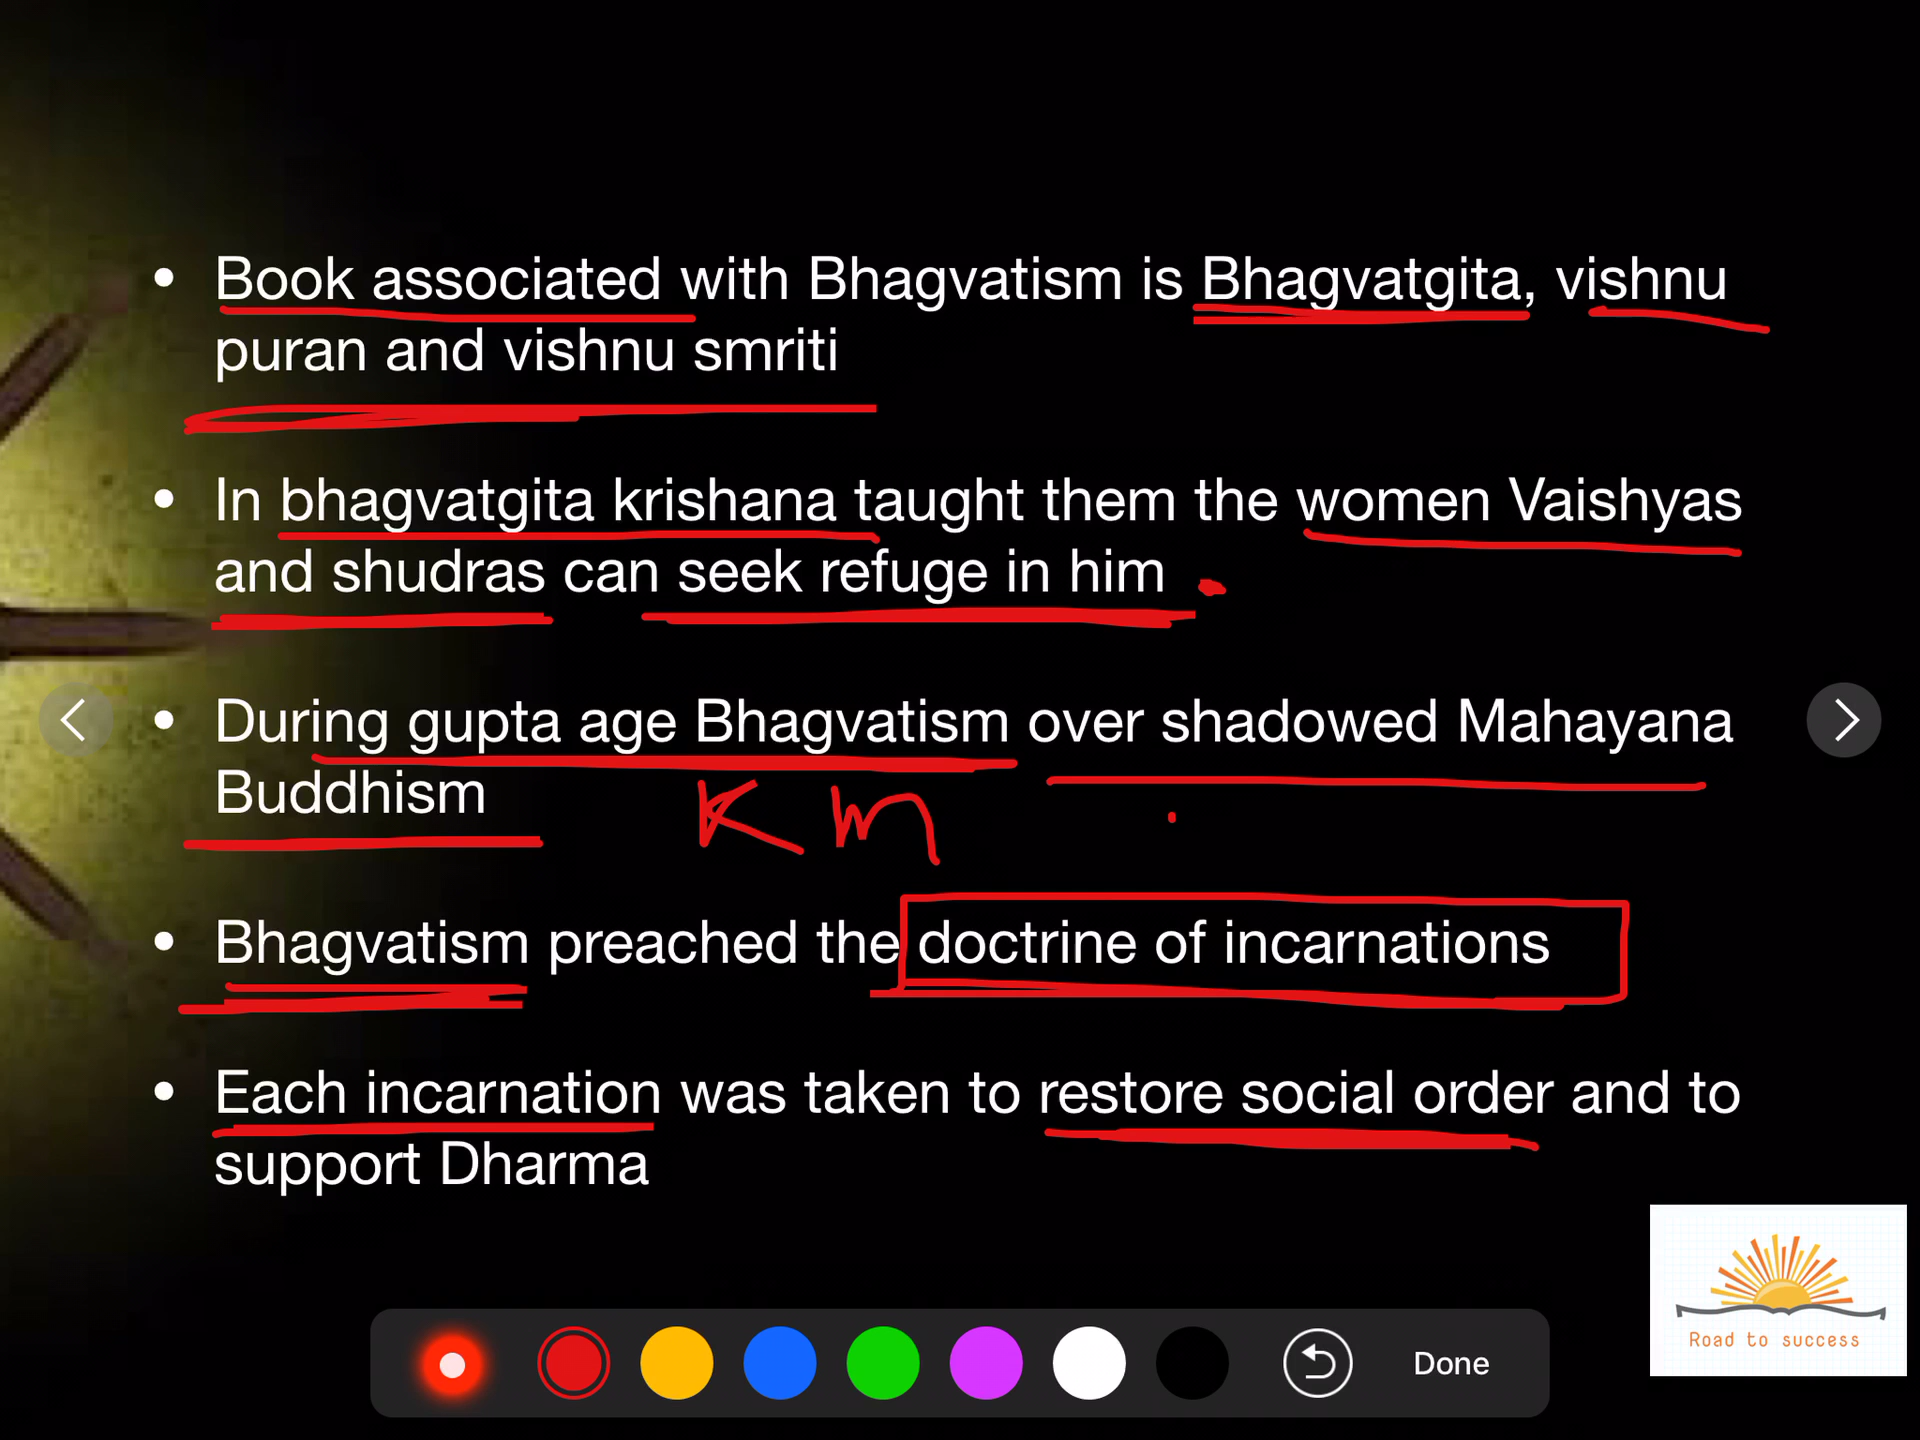 • Book associated with Bhagvatism is Bhagvatgita, vishnu
puran and vishnu smriti
• In bhagvatgita krishana taught them the women Vaishyas
and shudras can seek refuge in him
• During gupta age Bhagvatism over shadowed Mahayana
Buddhism
K m
• Bhagvatism preached the doctrine of incarnations
• Each incarnation was taken to restore social order and to
support Dharma
Road to success
Done